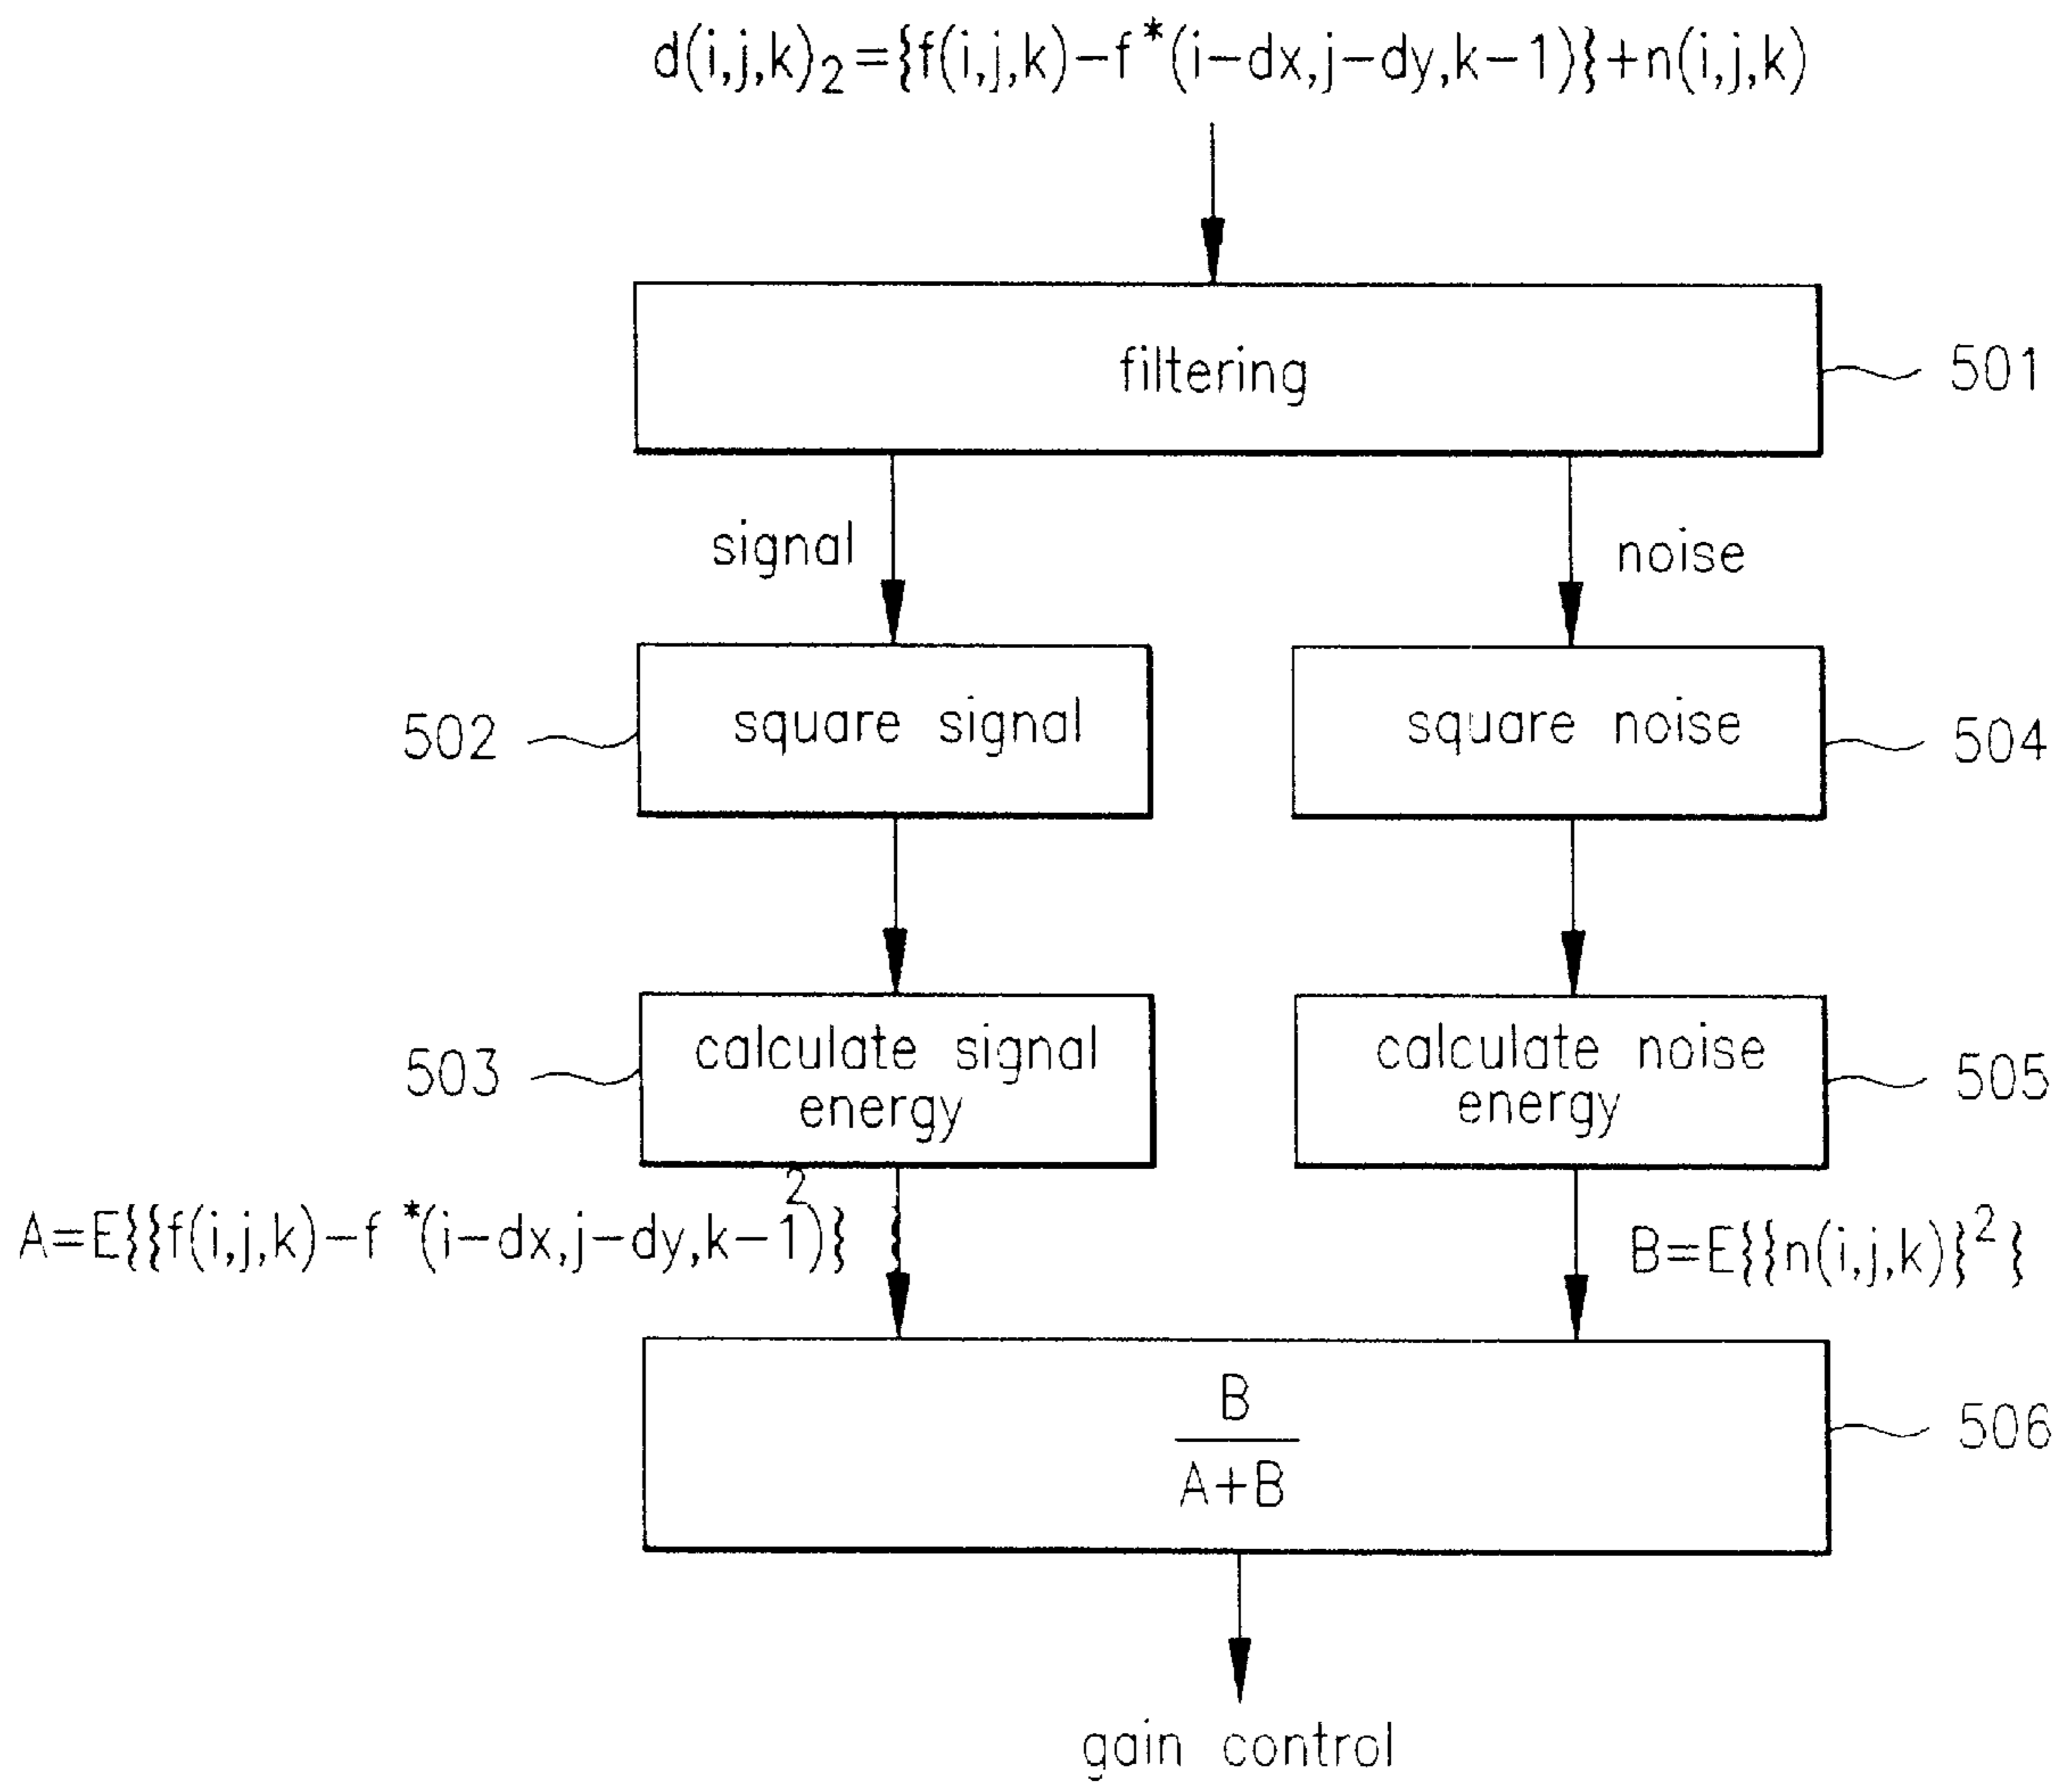 d(i,j,k)₂={f(i,j,k)−f*(i−dx,j−dy,k−1)}+n(i,j,k)
filtering
501
signal
noise
502
square signal
square noise
504
503
calculate signal
energy
calculate noise
energy
505
A=E{{f(i,j,k)−f*(i−dx,j−dy,k−1)}²}
B=E{{n(i,j,k)}²}
B
A+B
506
gain control